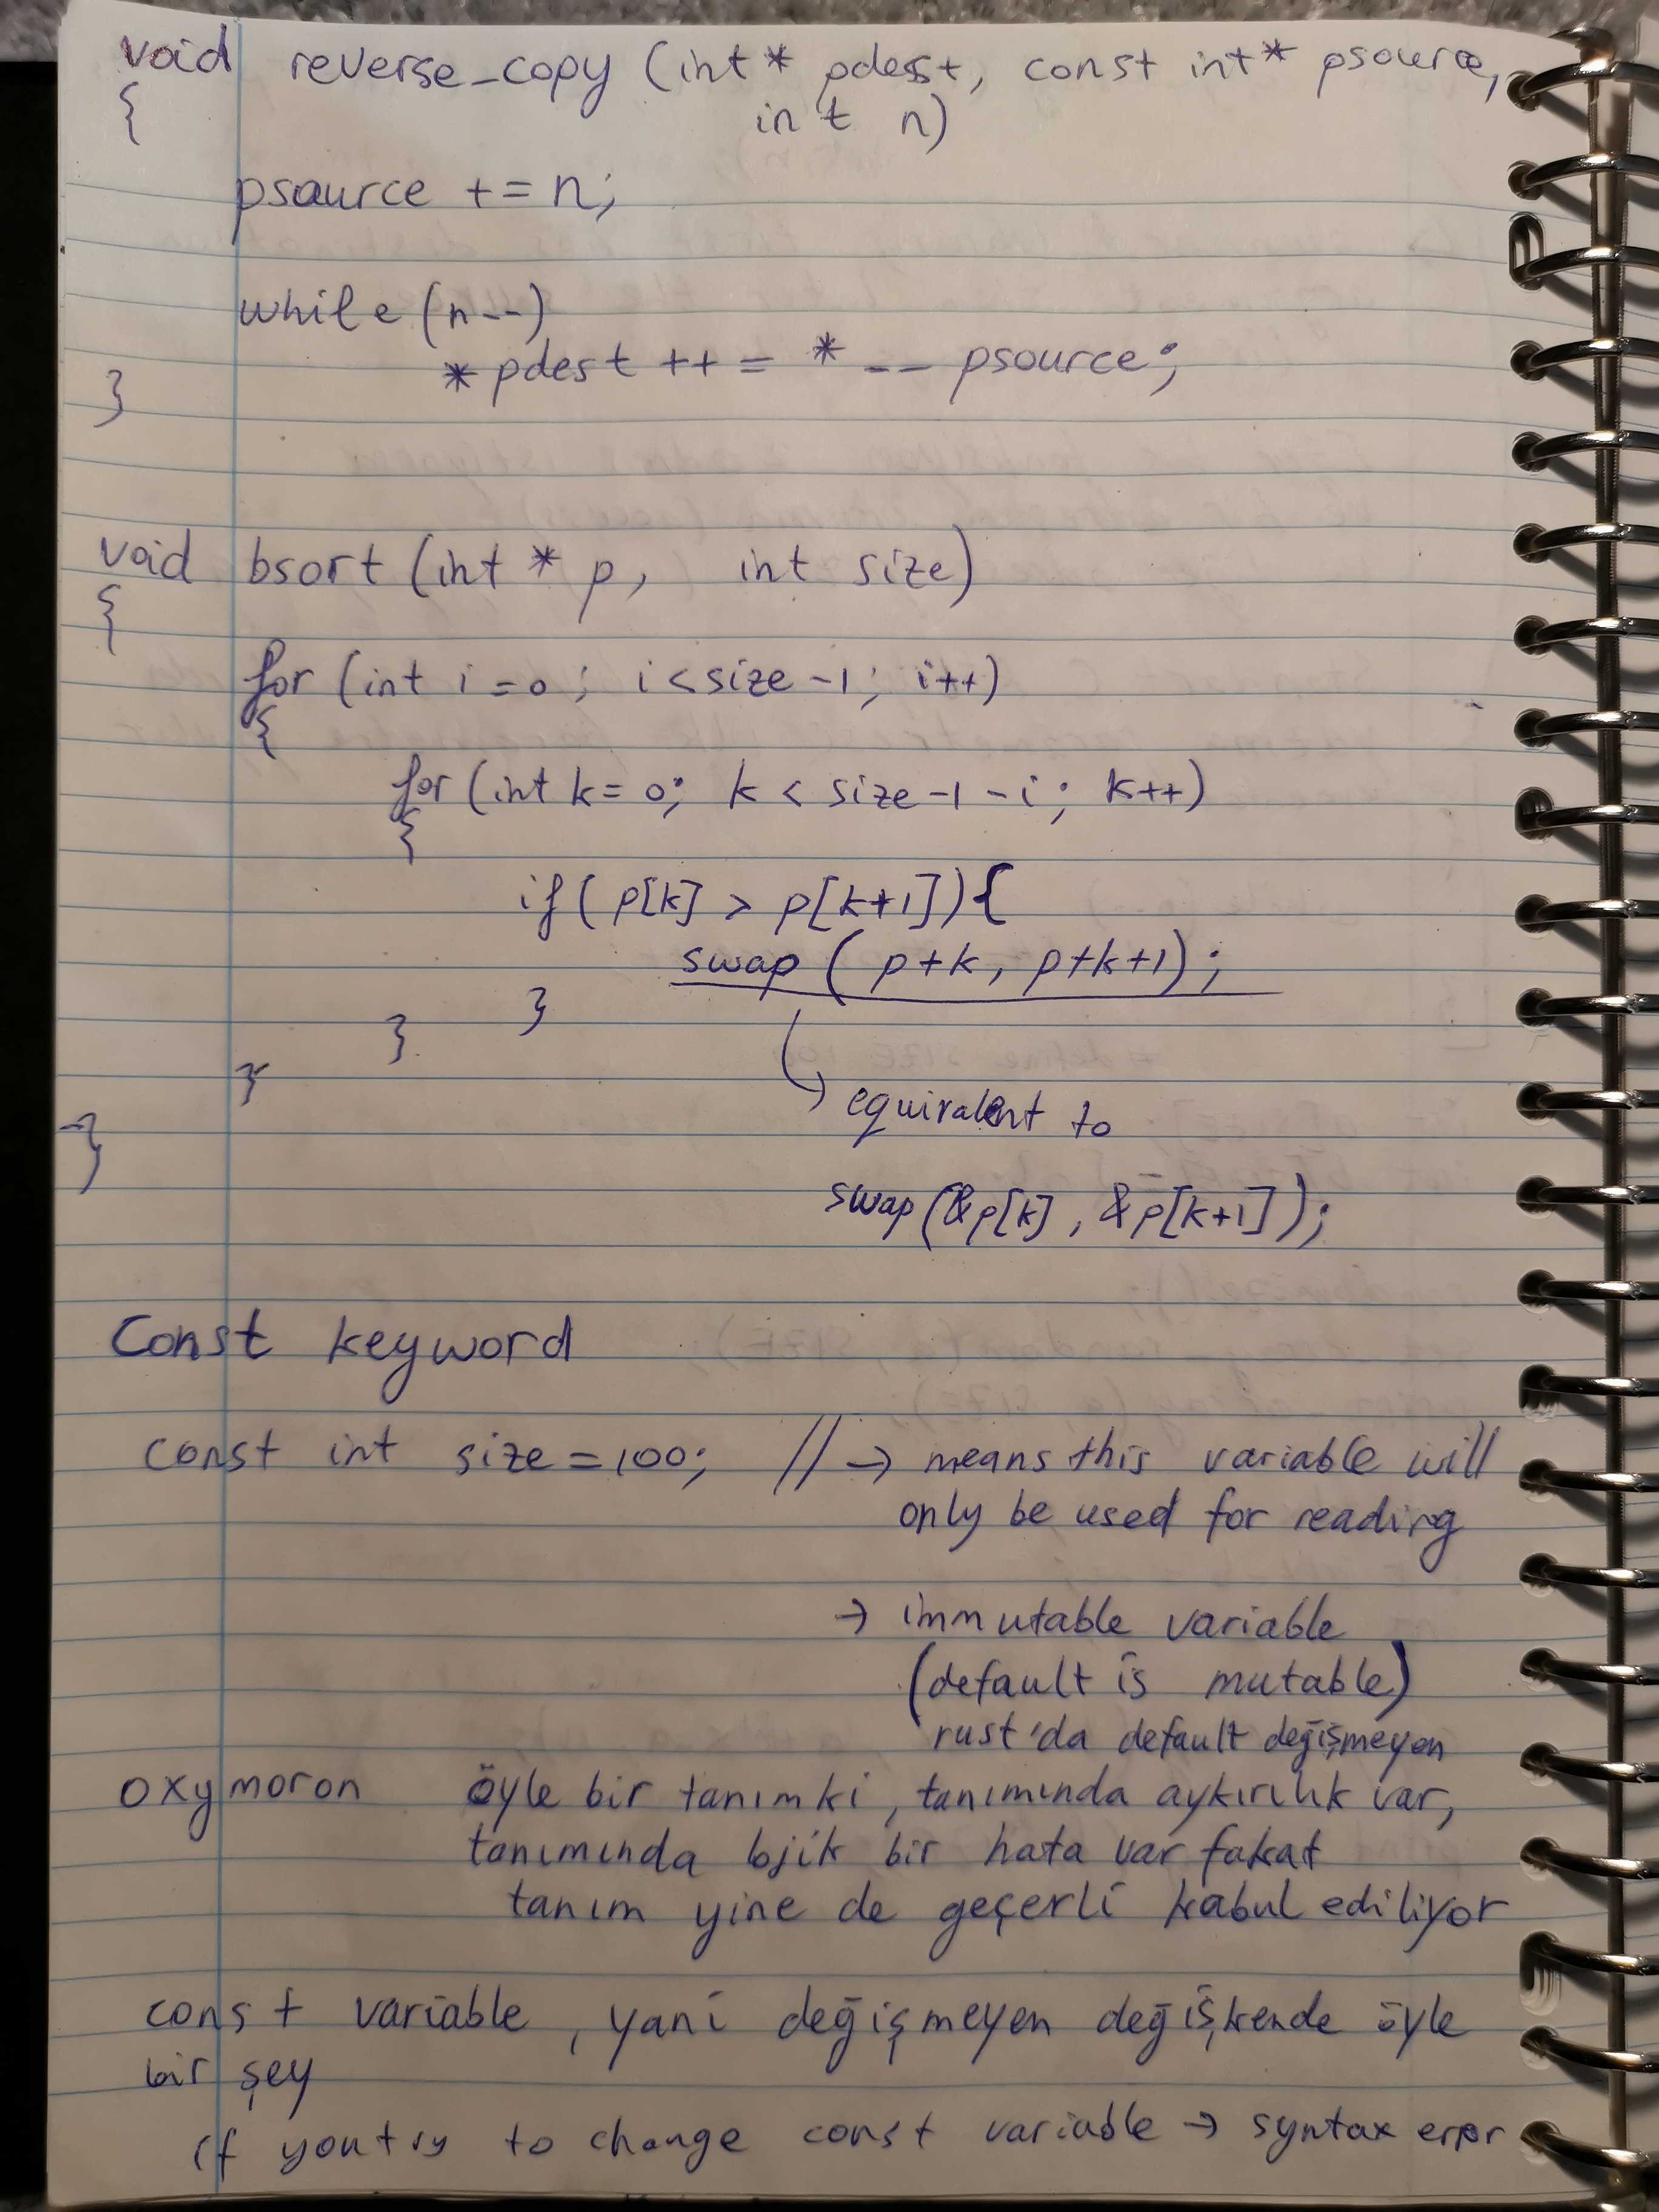 void reverse_copy (int* pdest, const int* psource,
int n)
{
psource += n;
while (n--)
*pdest ++ = * -- psource;
}
void bsort (int * p, int size)
{
for (int i=0; i<size-1; i++)
{
for (int k=0; k < size-1-i; k++)
{
if( p[k] > p[k+1]){
swap ( p+k, p+k+1);
}
}
}
}
equivalent to
swap(&p[k], &p[k+1]);
Const keyword
const int size=100; // → means this variable will
only be used for reading
→ immutable variable
(default is mutable)
rust'da default değişmeyen
oxymoron öyle bir tanımki, tanımında aykırılık var,
tanımında lojik bir hata var fakat
tanım yine de geçerli kabul ediliyor
const variable, yani değişmeyen değişkende öyle
bir şey
if you try to change const variable → syntax error